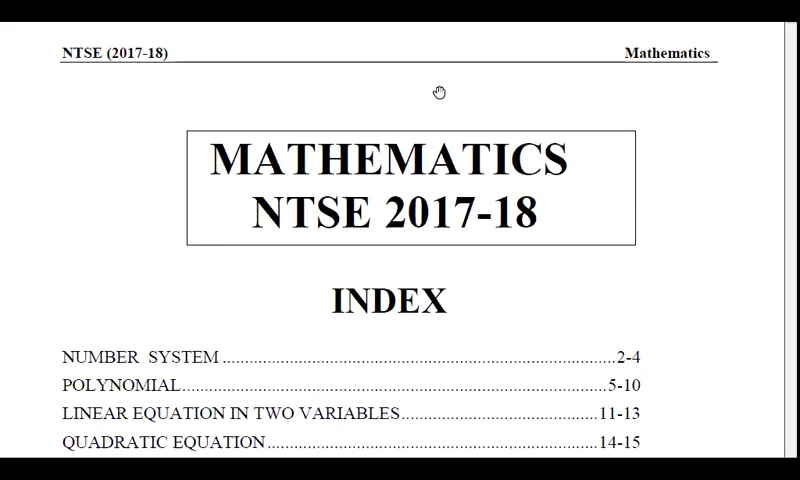 NTSE (2017-18) Mathematics
MATHEMATICS
NTSE 2017-18
INDEX
NUMBER SYSTEM.......................................................................................2-4
POLYNOMIAL...............................................................................................5-10
LINEAR EQUATION IN TWO VARIABLES............................................11-13
QUADRATIC EQUATION..........................................................................14-15